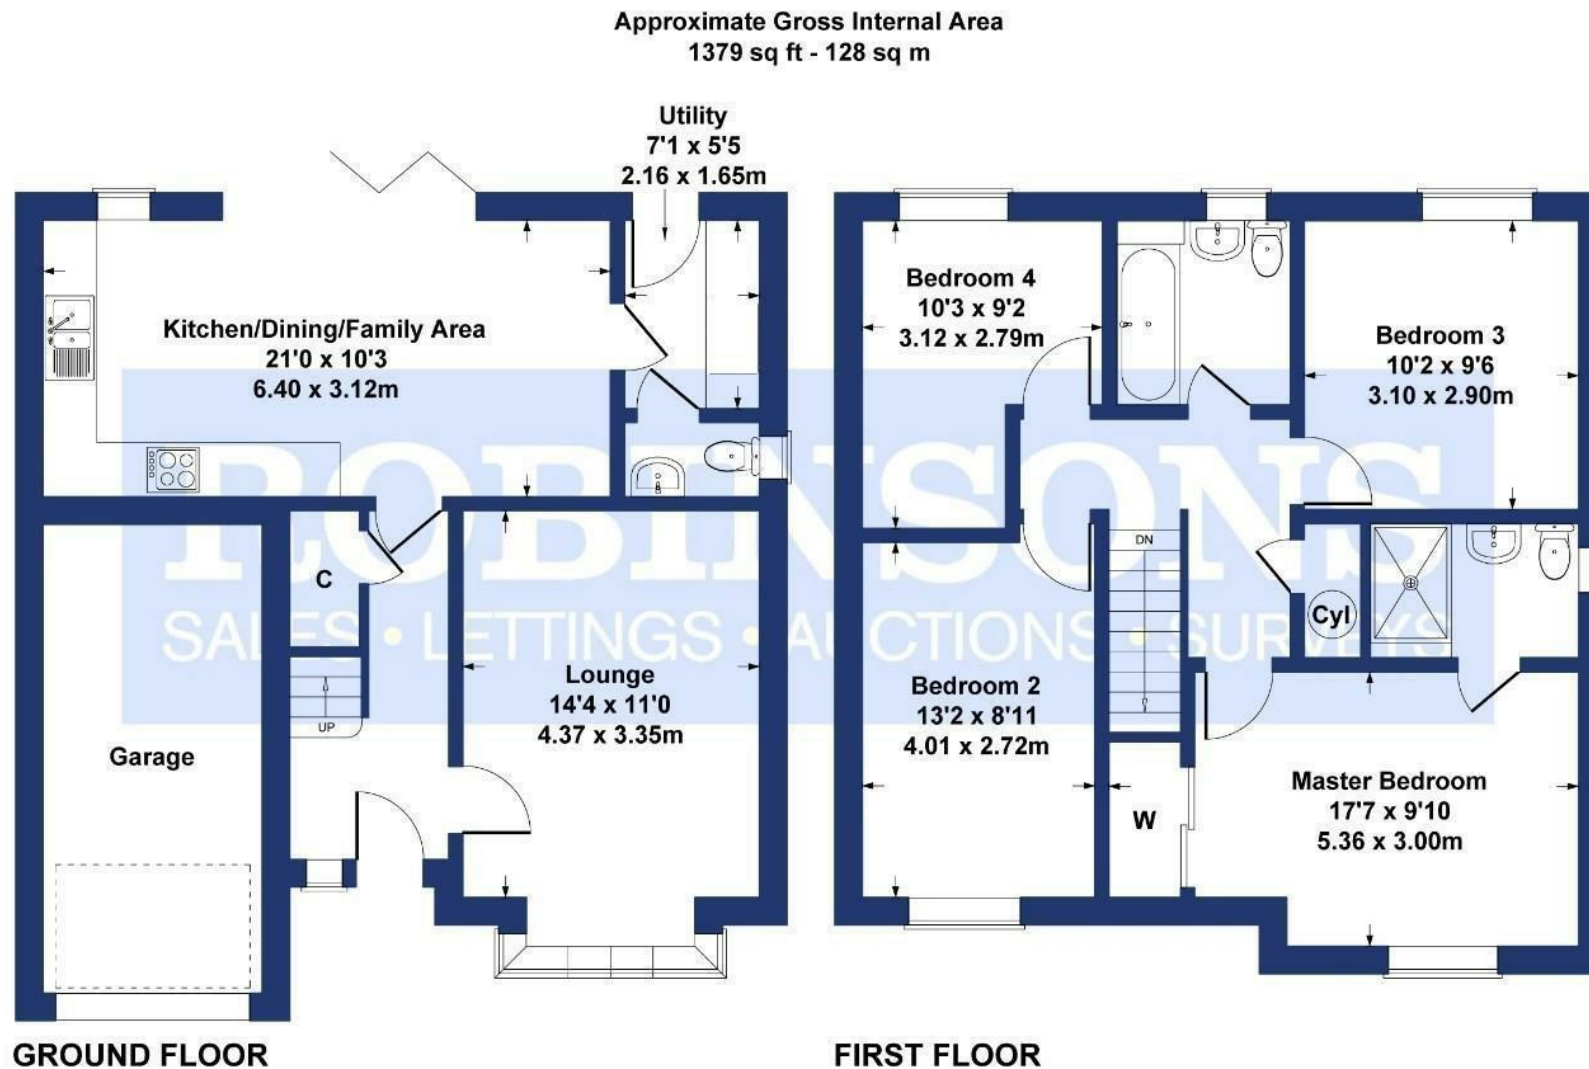 Approximate Gross Internal Area
1379 sq ft - 128 sq m
Utility
7'1 x 5'5
2.16 x 1.65m
Kitchen/Dining/Family Area
21'0 x 10'3
6.40 x 3.12m
C
UP
Lounge
14'4 x 11'0
4.37 x 3.35m
Garage
GROUND FLOOR
Bedroom 4
10'3 x 9'2
3.12 x 2.79m
Bedroom 3
10'2 x 9'6
3.10 x 2.90m
DN
Cyl
Bedroom 2
13'2 x 8'11
4.01 x 2.72m
W
Master Bedroom
17'7 x 9'10
5.36 x 3.00m
FIRST FLOOR
ROBINSONS
SALES • LETTINGS • AUCTIONS • SURVEYS